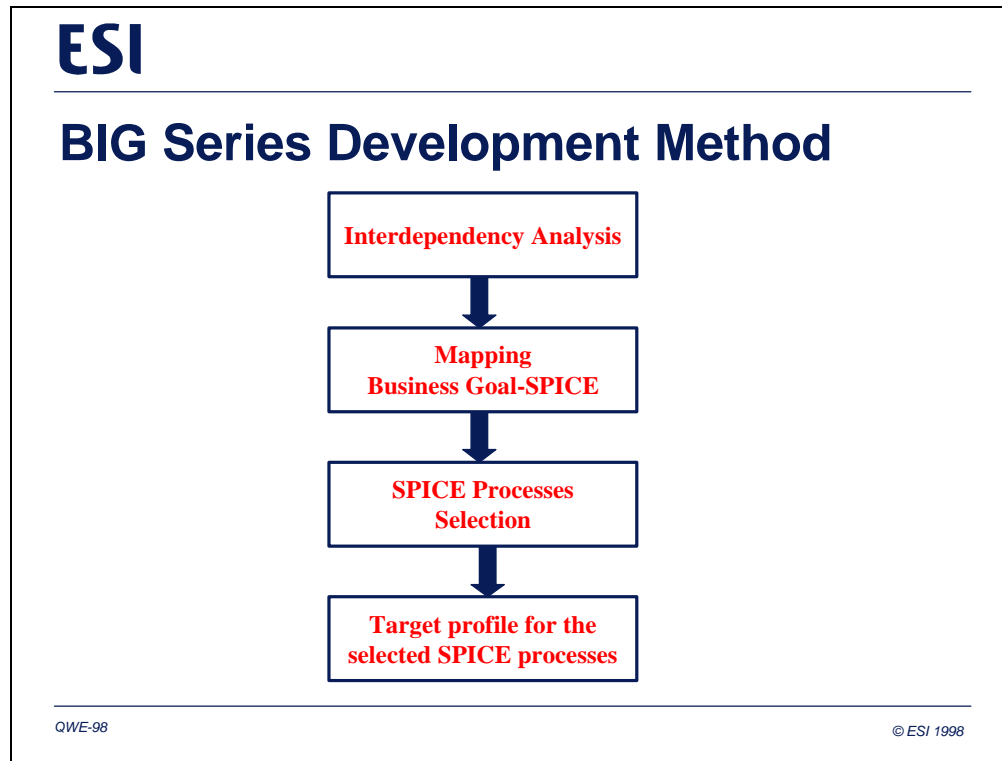 ESI
BIG Series Development Method
Interdependency Analysis
Mapping
Business Goal-SPICE
SPICE Processes
Selection
Target profile for the
selected SPICE processes
QWE-98
© ESI 1998